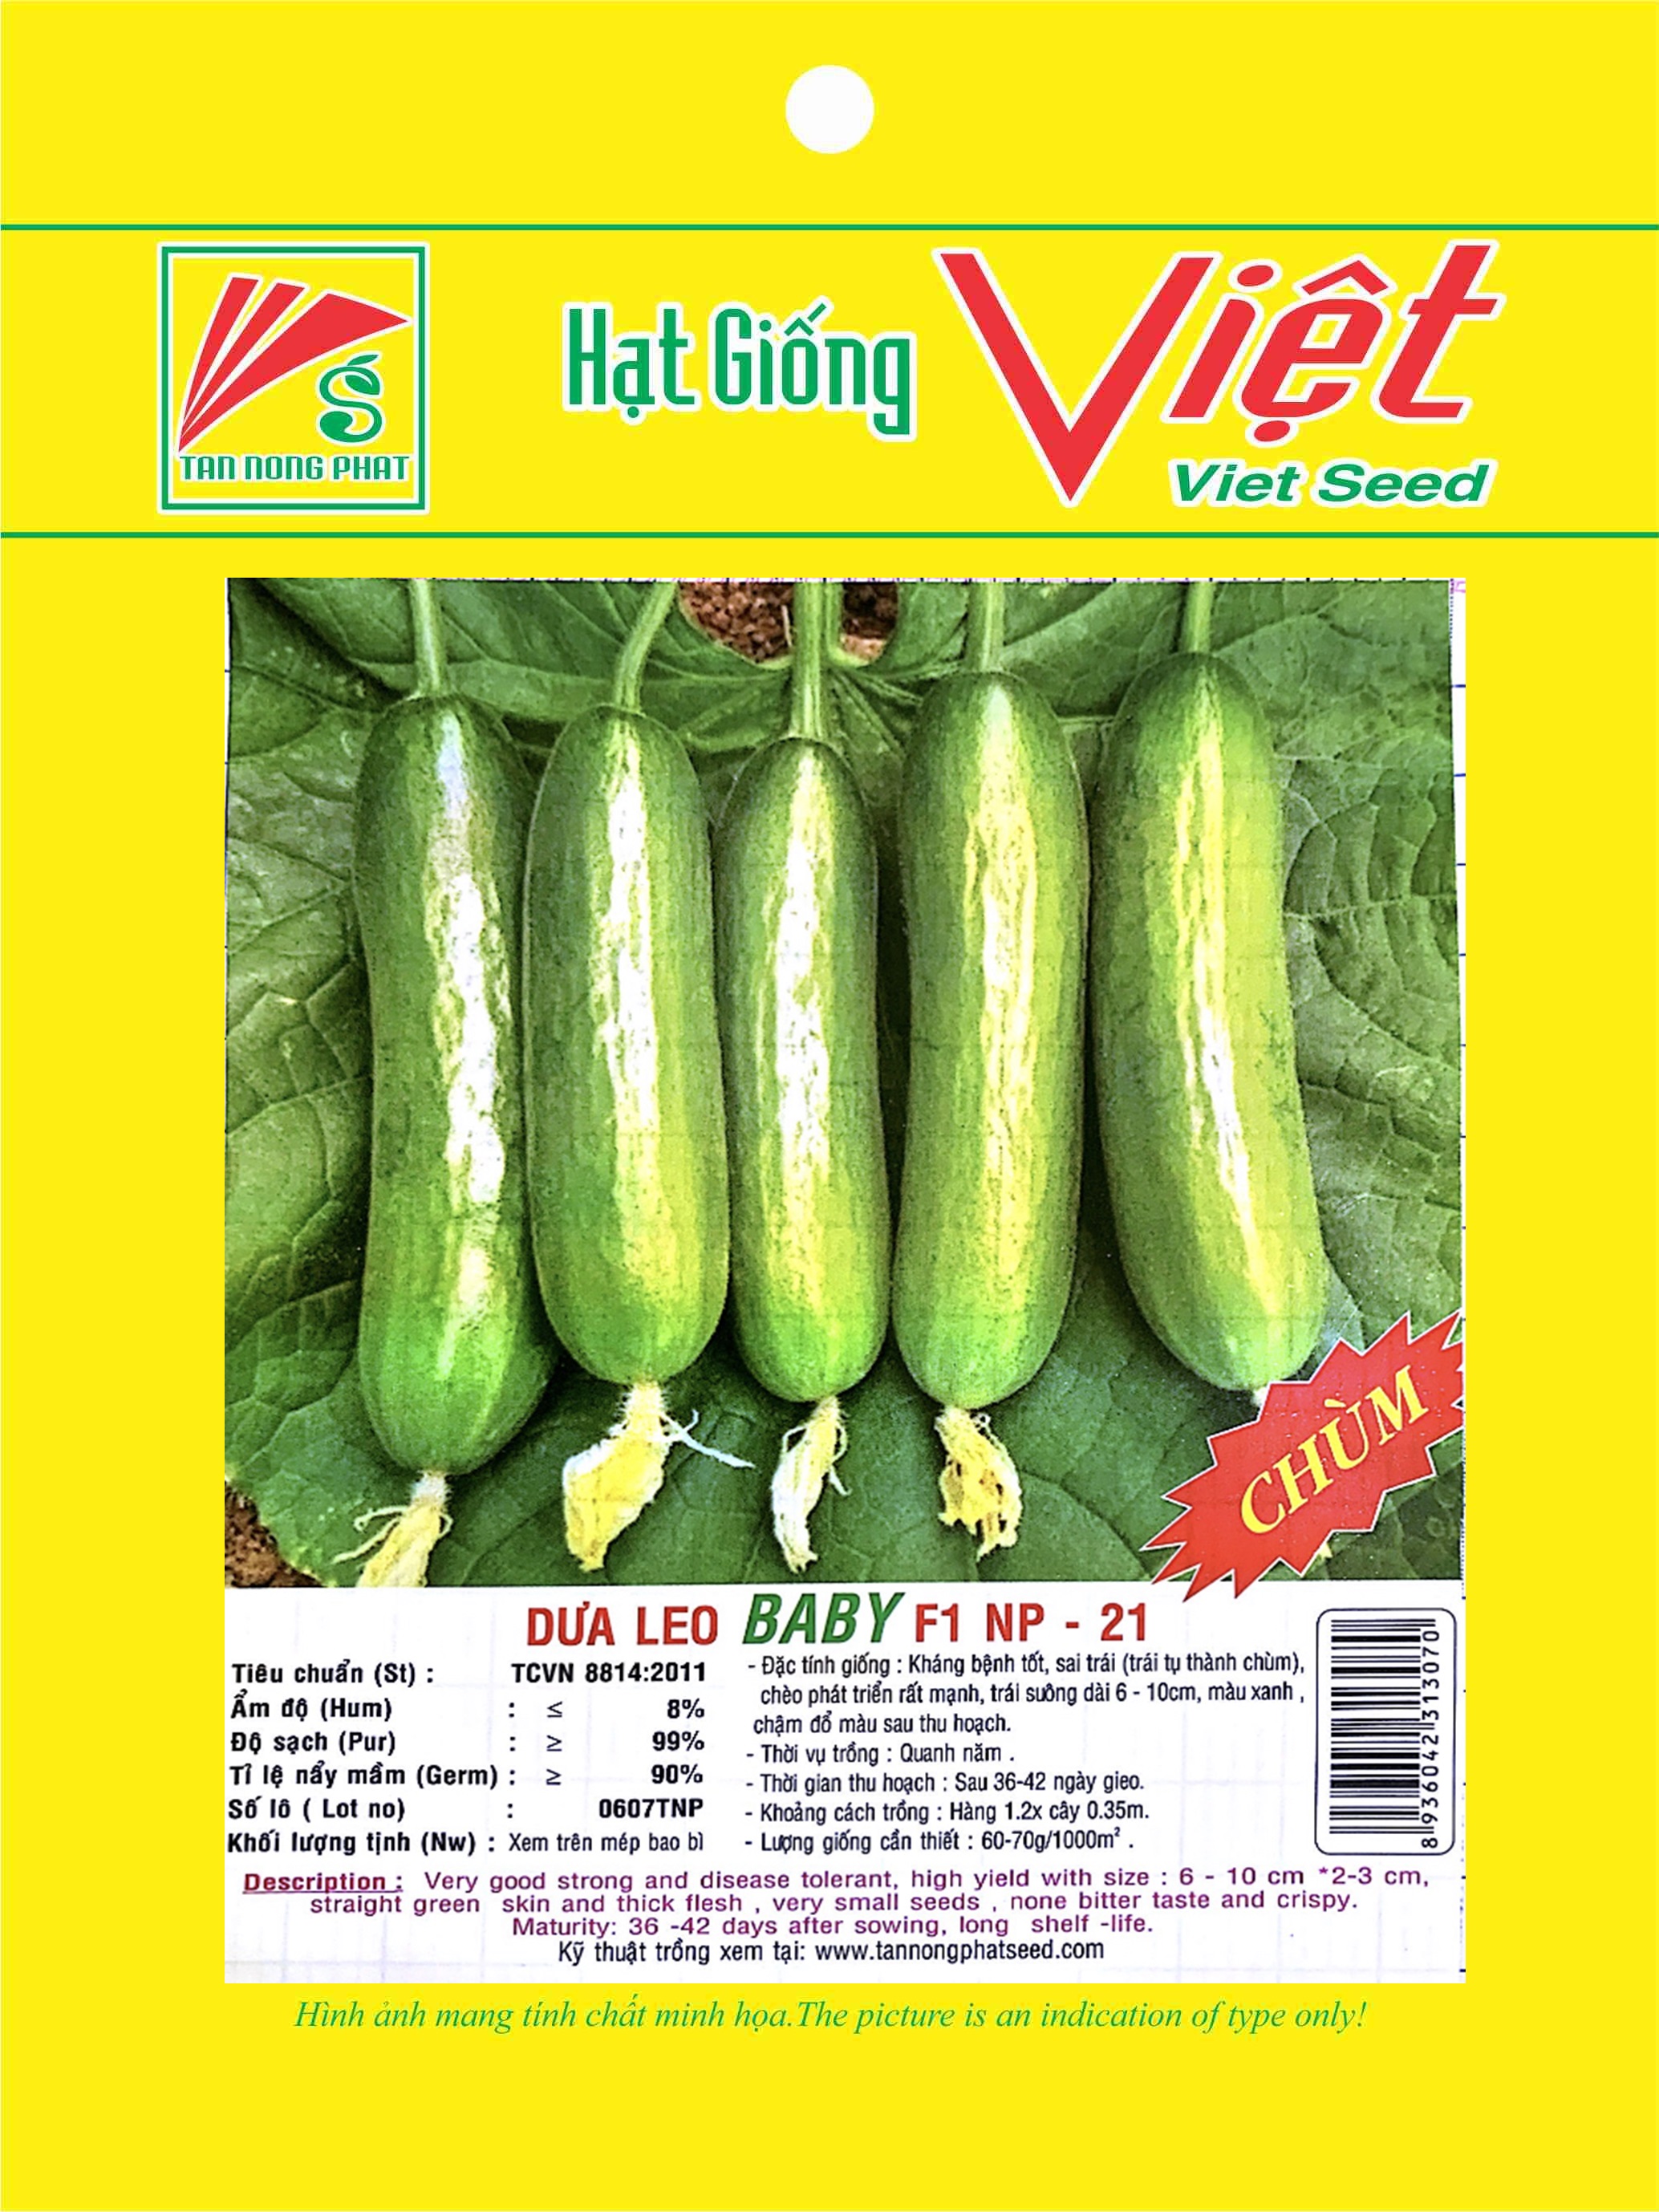 TAN NONG PHAT
Hạt Giống Việt
Viet Seed
CHÙM
DƯA LEO BABY F1 NP - 21
Tiêu chuẩn (St) : TCVN 8814:2011
Ẩm độ (Hum) : ≤ 8%
Độ sạch (Pur) : ≥ 99%
Tỉ lệ nẩy mầm (Germ) : ≥ 90%
Số lô ( Lot no) : 0607TNP
Khối lượng tịnh (Nw) : Xem trên mép bao bì
- Đặc tính giống : Kháng bệnh tốt, sai trái (trái tụ thành chùm),
chèo phát triển rất mạnh, trái suông dài 6 - 10cm, màu xanh ,
chậm đổ màu sau thu hoạch.
- Thời vụ trồng : Quanh năm .
- Thời gian thu hoạch : Sau 36-42 ngày gieo.
- Khoảng cách trồng : Hàng 1.2x cây 0.35m.
- Lượng giống cần thiết : 60-70g/1000m² .
8936042313070
Description : Very good strong and disease tolerant, high yield with size : 6 - 10 cm *2-3 cm,
straight green skin and thick flesh , very small seeds , none bitter taste and crispy.
Maturity: 36 -42 days after sowing, long shelf -life.
Kỹ thuật trồng xem tại: www.tannongphatseed.com
Hình ảnh mang tính chất minh họa.The picture is an indication of type only!